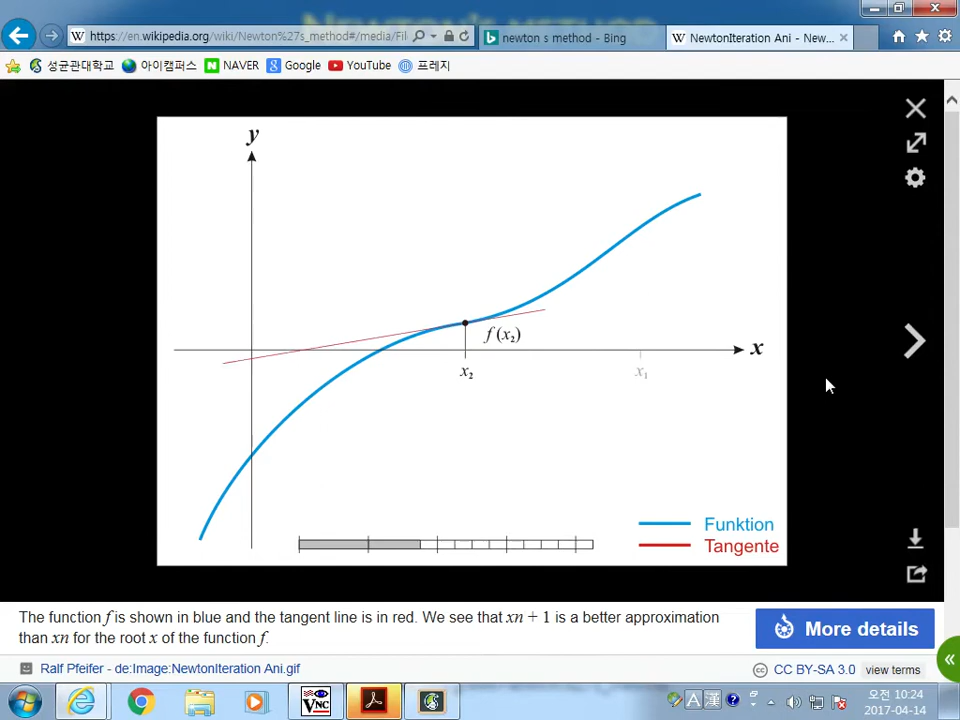 NEWTON'S METHOD
https://en.wikipedia.org/wiki/Newton%27s_method#/media/Fil
newton s method - Bing
NewtonIteration Ani - New...
성균관대학교
아이캠퍼스
NAVER
Google
YouTube
프레지
y
f(x₂)
x
x₂
x₁
Funktion
Tangente
The function f is shown in blue and the tangent line is in red. We see that xn + 1 is a better approximation
than xn for the root x of the function f.
More details
Ralf Pfeifer - de:Image:NewtonIteration Ani.gif
CC BY-SA 3.0
view terms
VNC
A 漢
오전 10:24
2017-04-14